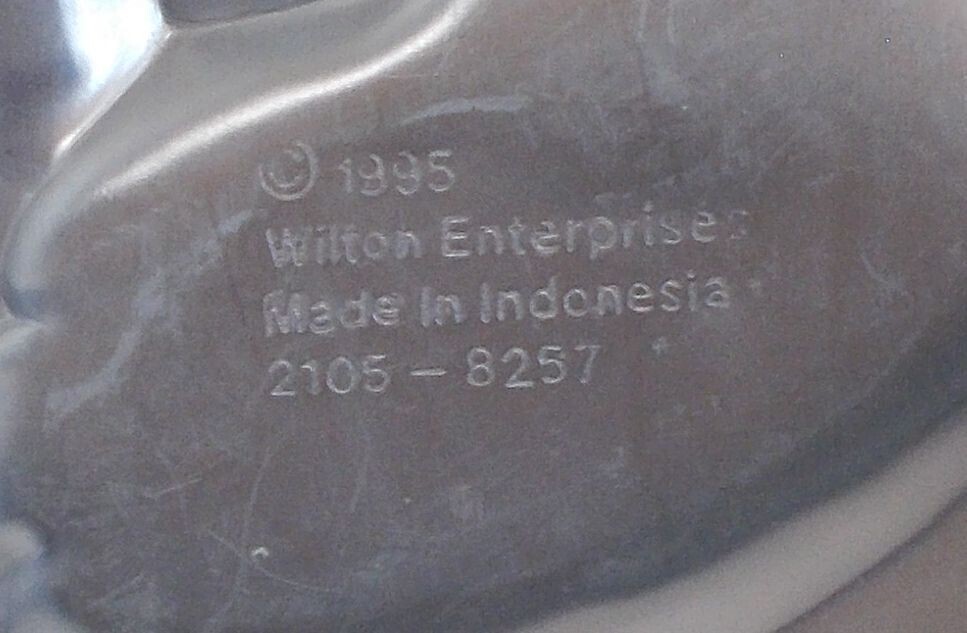 © 1995
Wilton Enterprises
Made In Indonesia
2105 – 8257